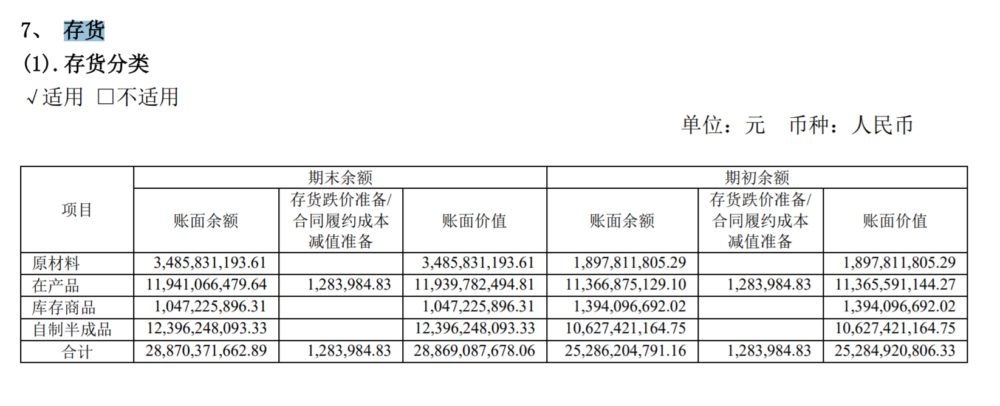 7、 存货
(1).存货分类
√适用 □不适用
单位：元 币种：人民币
项目 期末余额 期初余额
账面余额 存货跌价准备/合同履约成本减值准备 账面价值 账面余额 存货跌价准备/合同履约成本减值准备 账面价值
原材料 3,485,831,193.61 3,485,831,193.61 1,897,811,805.29 1,897,811,805.29
在产品 11,941,066,479.64 1,283,984.83 11,939,782,494.81 11,366,875,129.10 1,283,984.83 11,365,591,144.27
库存商品 1,047,225,896.31 1,047,225,896.31 1,394,096,692.02 1,394,096,692.02
自制半成品 12,396,248,093.33 12,396,248,093.33 10,627,421,164.75 10,627,421,164.75
合计 28,870,371,662.89 1,283,984.83 28,869,087,678.06 25,286,204,791.16 1,283,984.83 25,284,920,806.33